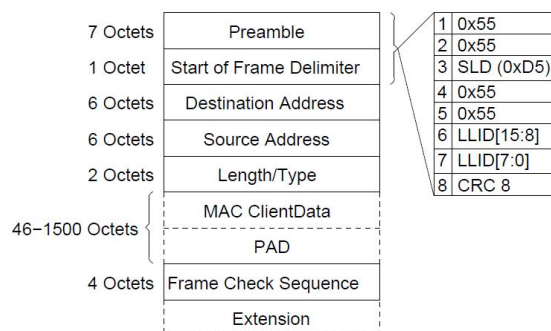 7 Octets Preamble
1 Octet Start of Frame Delimiter
6 Octets Destination Address
6 Octets Source Address
2 Octets Length/Type
46−1500 Octets
MAC ClientData
PAD
4 Octets Frame Check Sequence
Extension
1 0x55
2 0x55
3 SLD (0xD5)
4 0x55
5 0x55
6 LLID[15:8]
7 LLID[7:0]
8 CRC 8